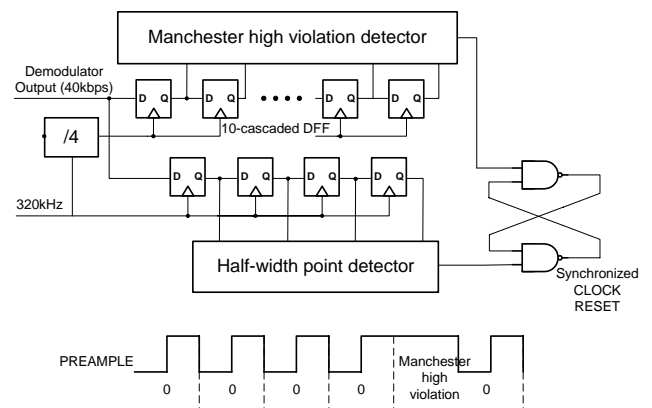 Manchester high violation detector
Demodulator
Output (40kbps)
D Q
D Q
D Q
D Q
10-cascaded DFF
/4
D Q
D Q
D Q
D Q
320kHz
Half-width point detector
Synchronized
CLOCK
RESET
PREAMPLE
Manchester
high
violation
0 0 0 0 0